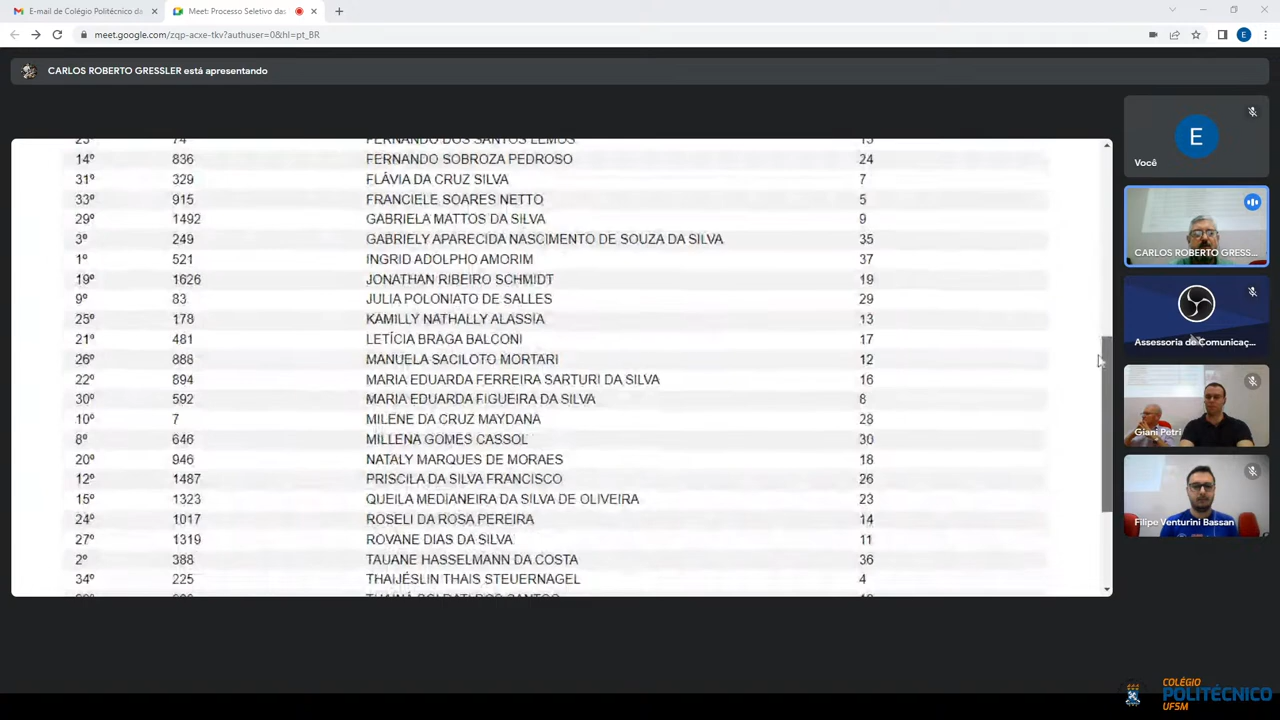 E-mail de Colégio Politécnico da
Meet: Processo Seletivo das
meet.google.com/zqp-acxe-tkv?authuser=0&hl=pt_BR
E
CARLOS ROBERTO GRESSLER está apresentando
23º 74 FERNANDO DOS SANTOS LEMOS 15
14º 836 FERNANDO SOBROZA PEDROSO 24
31º 329 FLÁVIA DA CRUZ SILVA 7
33º 915 FRANCIELE SOARES NETTO 5
29º 1492 GABRIELA MATTOS DA SILVA 9
3º 249 GABRIELY APARECIDA NASCIMENTO DE SOUZA DA SILVA 35
1º 521 INGRID ADOLPHO AMORIM 37
19º 1626 JONATHAN RIBEIRO SCHMIDT 19
9º 83 JULIA POLONIATO DE SALLES 29
25º 178 KAMILLY NATHALLY ALASSIA 13
21º 481 LETÍCIA BRAGA BALCONI 17
26º 886 MANUELA SACILOTO MORTARI 12
22º 894 MARIA EDUARDA FERREIRA SARTURI DA SILVA 16
30º 592 MARIA EDUARDA FIGUEIRA DA SILVA 8
10º 7 MILENE DA CRUZ MAYDANA 28
8º 646 MILLENA GOMES CASSOL 30
20º 946 NATALY MARQUES DE MORAES 18
12º 1487 PRISCILA DA SILVA FRANCISCO 26
15º 1323 QUEILA MEDIANEIRA DA SILVA DE OLIVEIRA 23
24º 1017 ROSELI DA ROSA PEREIRA 14
27º 1319 ROVANE DIAS DA SILVA 11
2º 388 TAUANE HASSELMANN DA COSTA 36
34º 225 THAIJÉSLIN THAIS STEUERNAGEL 4
E
Você
CARLOS ROBERTO GRESS...
Assessoria de Comunicaç...
Giani Petri
Filipe Venturini Bassan
COLÉGIO
POLITÉCNICO
UFSM